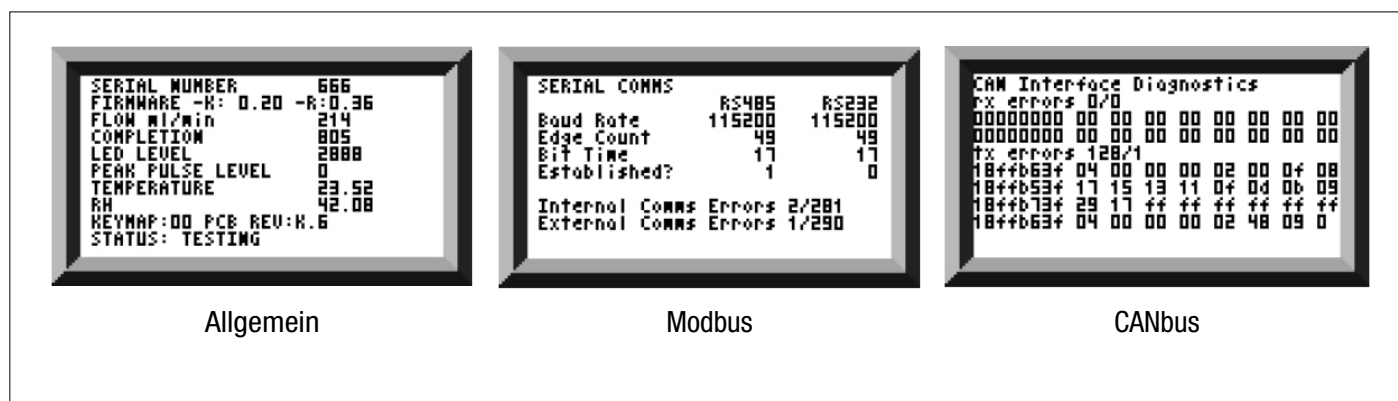 SERIAL NUMBER 666
FIRMWARE -K: 0.20 -R:0.36
FLOW ml/min 214
COMPLETION 805
LED LEVEL 2888
PEAK PULSE LEVEL 0
TEMPERATURE 23.52
RH 42.08
KEYMAP:00 PCB REV:K.6
STATUS: TESTING
Allgemein
SERIAL COMMS
RS485 RS232
Baud Rate 115200 115200
Edge Count 49 49
Bit Time 17 17
Established? 1 0
Internal Comms Errors 2/281
External Comms Errors 1/290
Modbus
CAN Interface Diagnostics
rx errors 0/0
00000000 00 00 00 00 00 00 00 00
00000000 00 00 00 00 00 00 00 00
tx errors 128/1
18ffb63f 04 00 00 00 02 00 0f 08
18ffb53f 17 15 13 11 0f 0d 0b 09
18ffb73f 29 17 ff ff ff ff ff ff
18ffb63f 04 00 00 00 02 48 09 0
CANbus